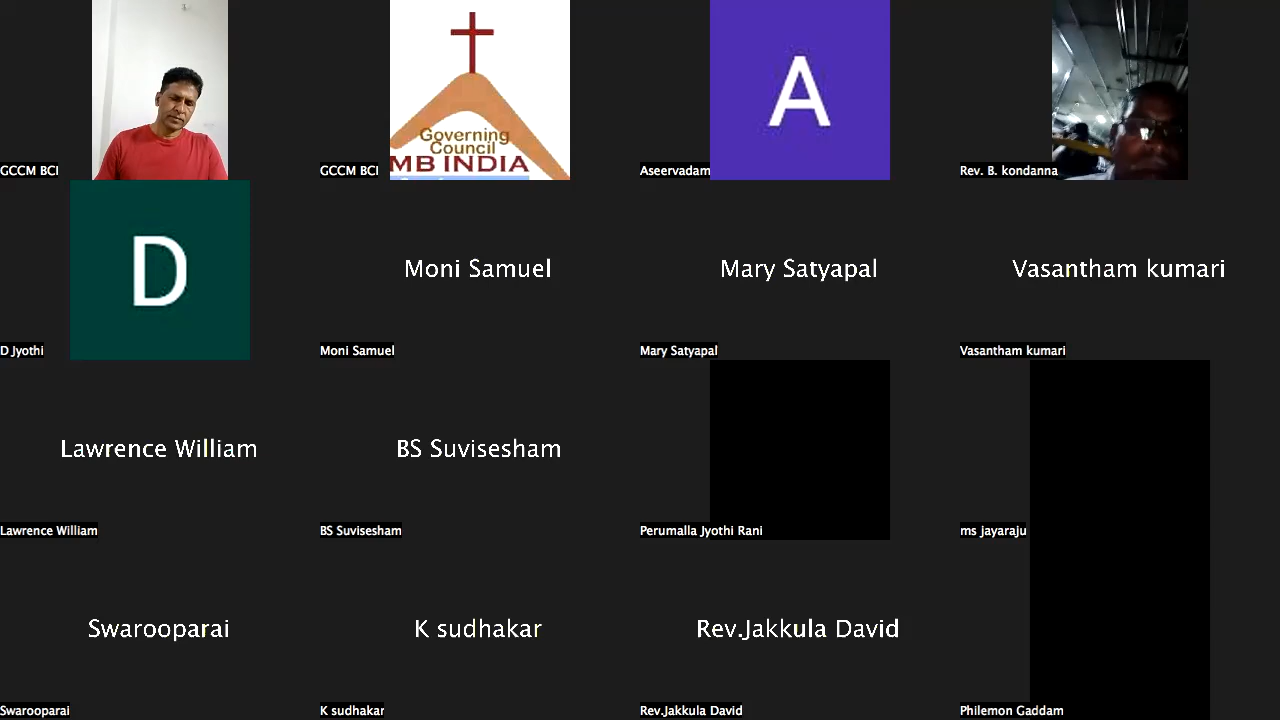 GCCM BCI
Governing
Council
MB INDIA
GCCM BCI
A
Aseervadam
Rev. B. kondanna
D
D Jyothi
Moni Samuel
Moni Samuel
Mary Satyapal
Mary Satyapal
Vasantham kumari
Vasantham kumari
Lawrence William
Lawrence William
BS Suvisesham
BS Suvisesham
Perumalla Jyothi Rani
ms jayaraju
Swarooparai
Swarooparai
K sudhakar
K sudhakar
Rev.Jakkula David
Rev.Jakkula David
Philemon Gaddam